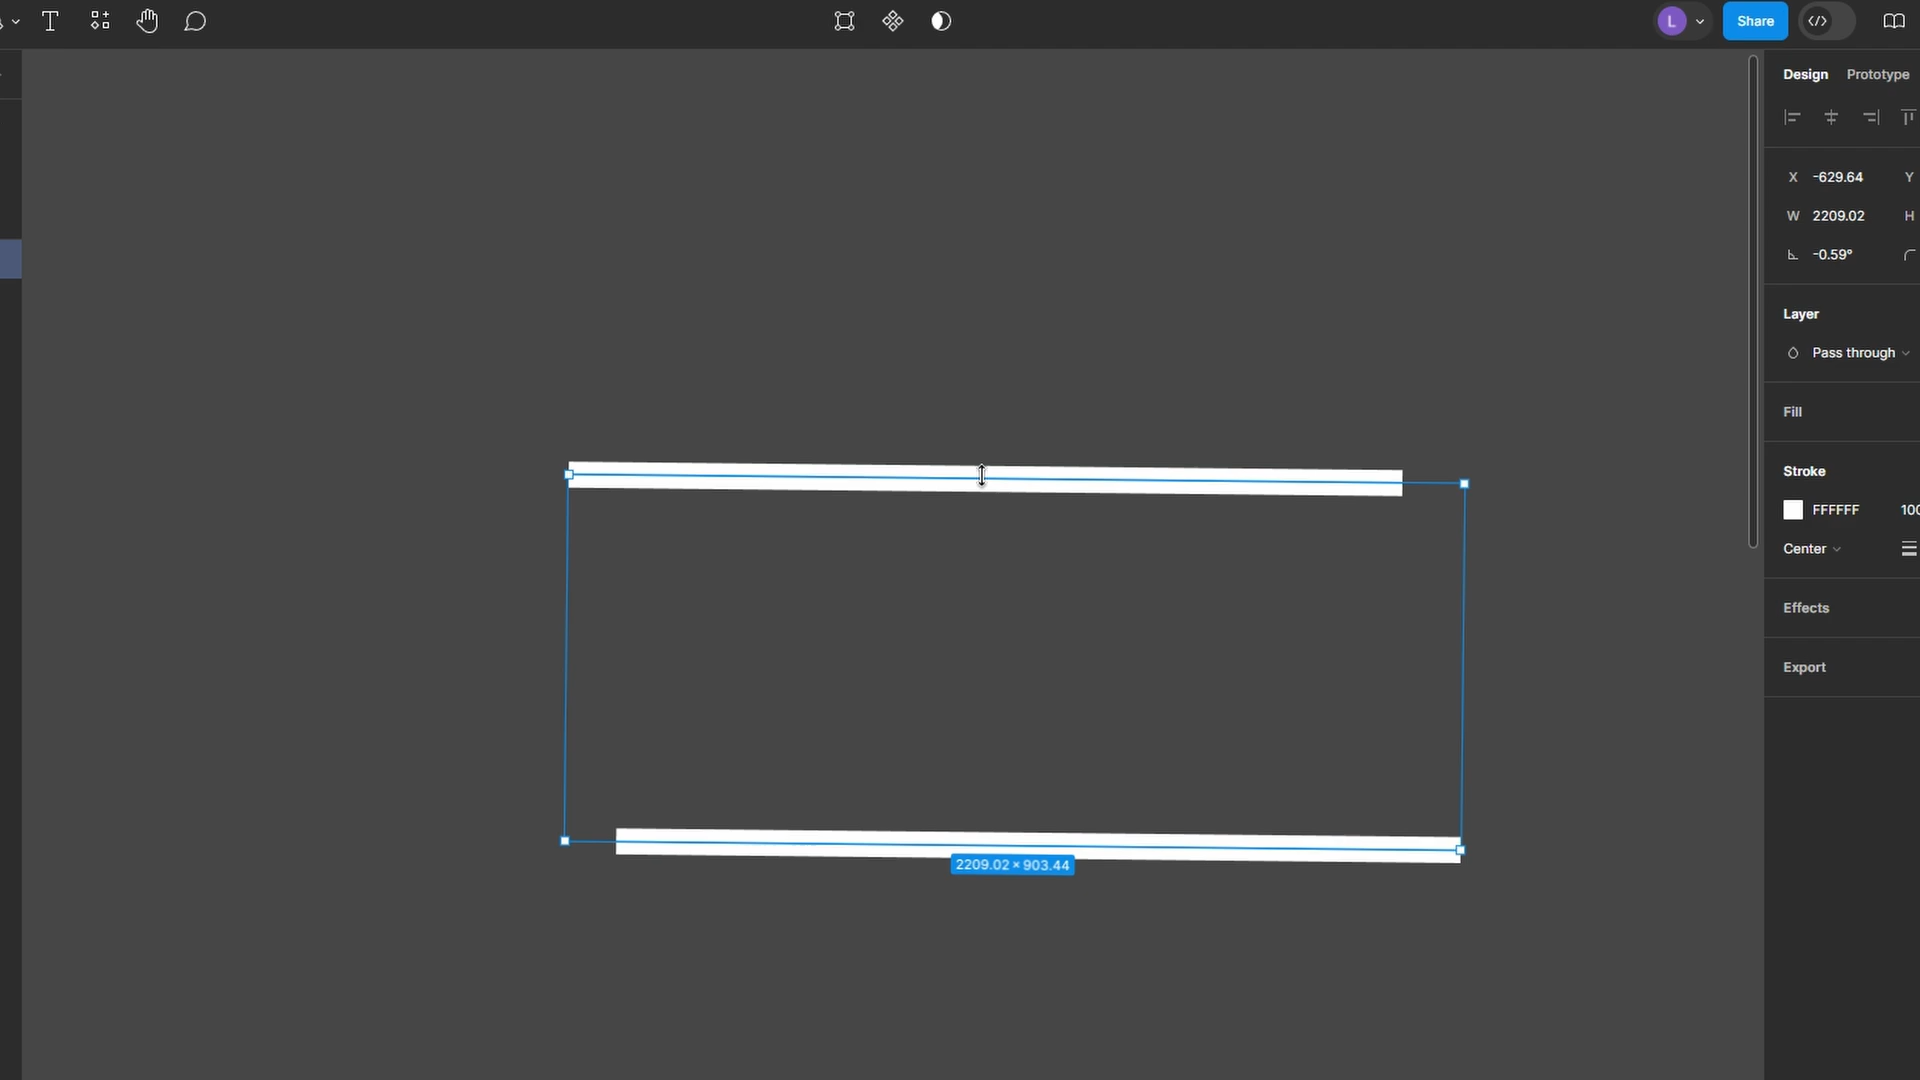 L
Share
Design Prototype
X -629.64 Y
W 2209.02 H
-0.59°
Layer
Pass through
Fill
Stroke
FFFFFF 100
Center
Effects
Export
2209.02 × 903.44